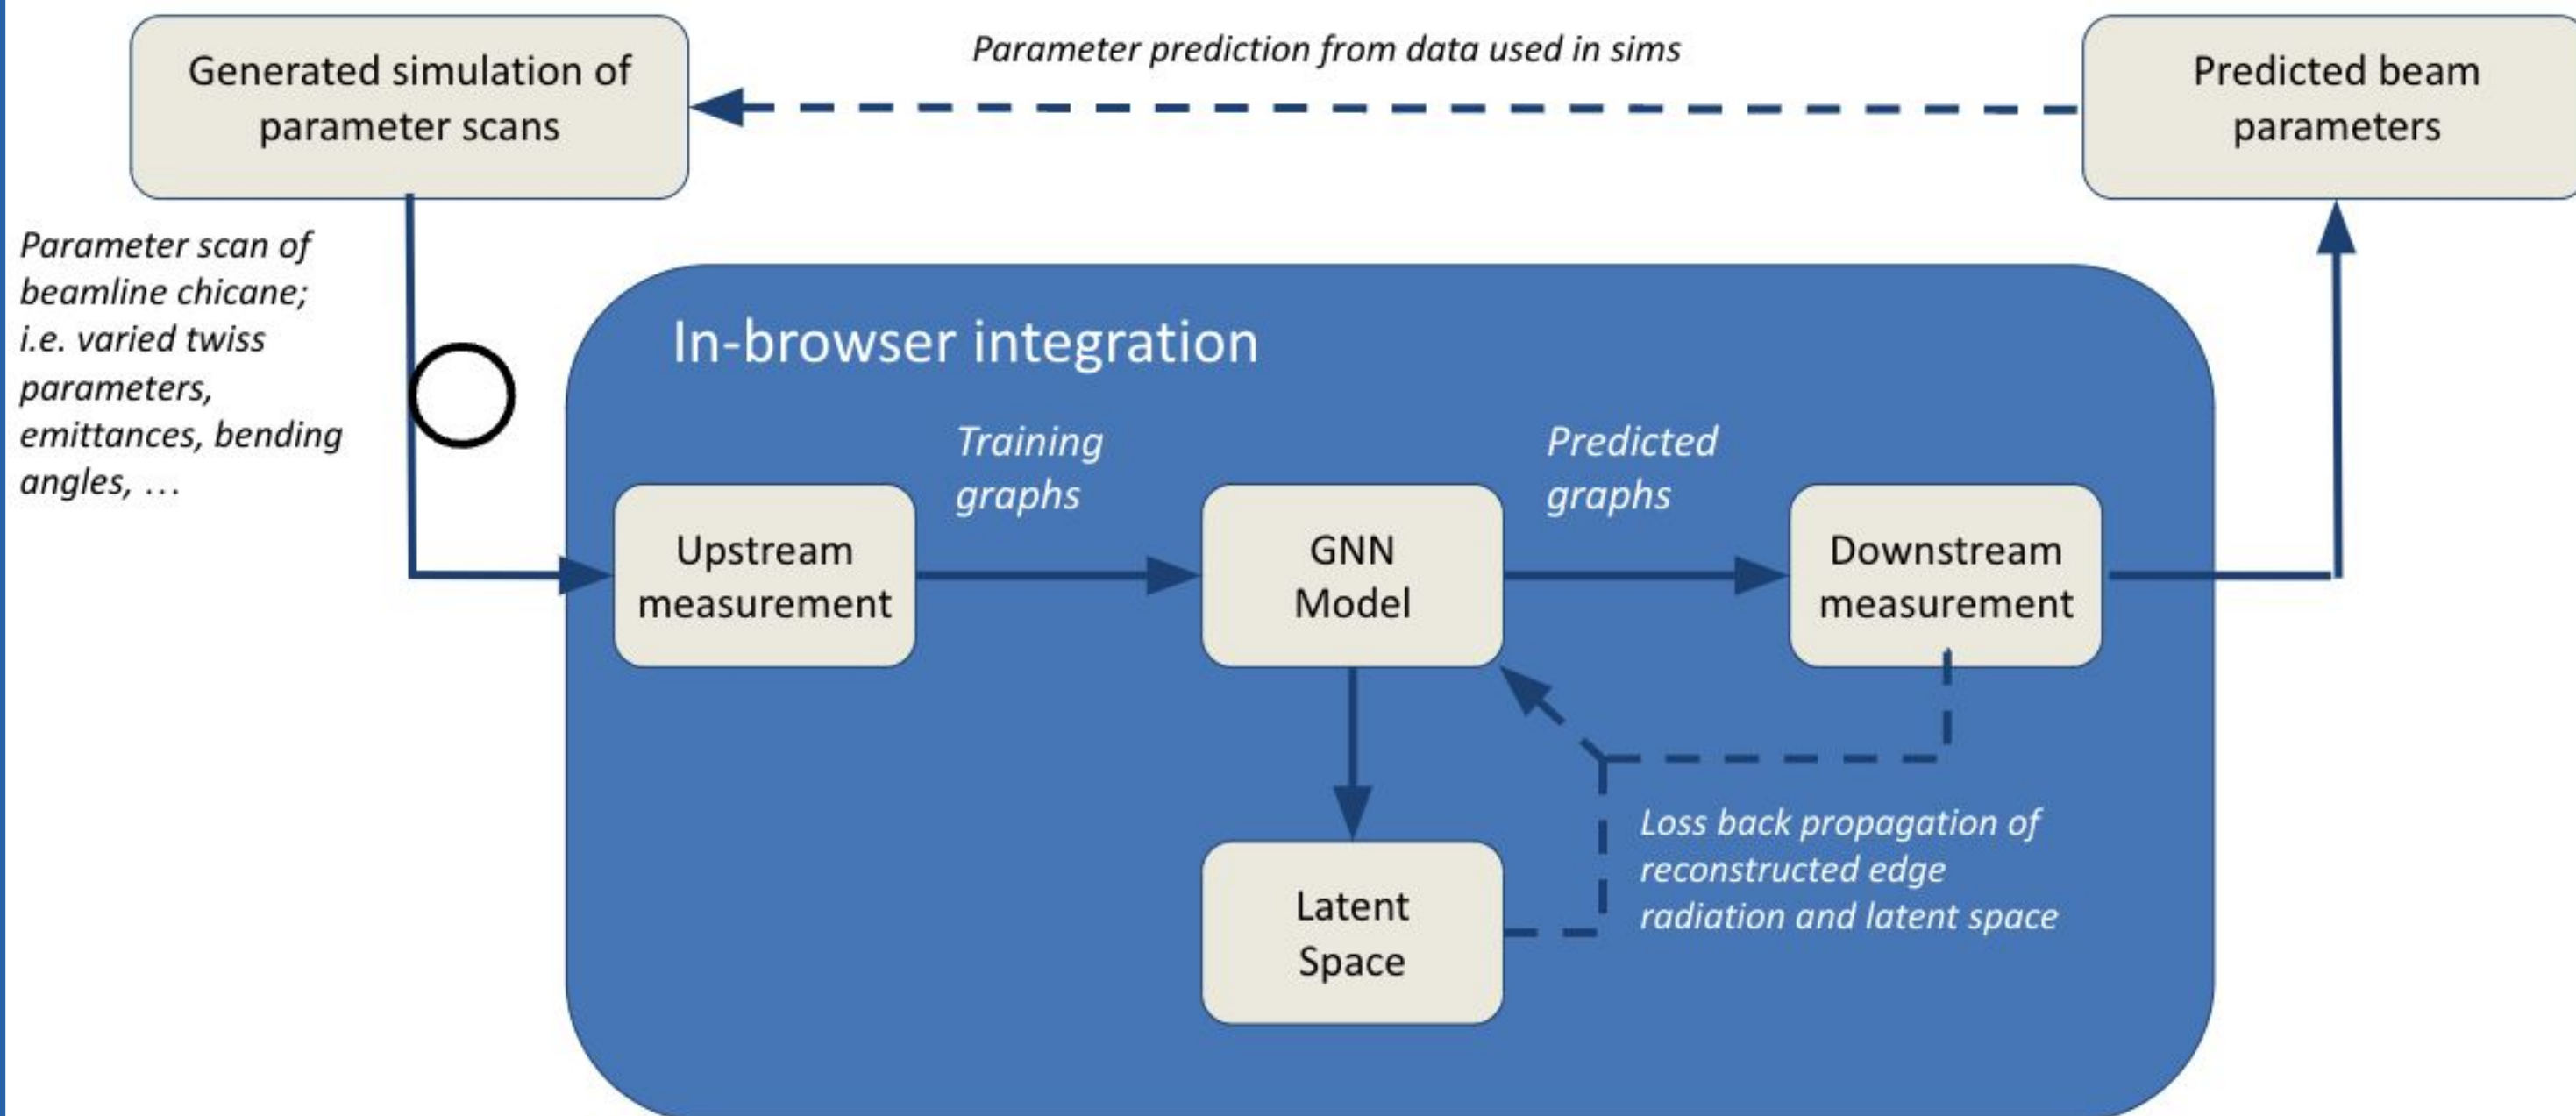 Generated simulation of
parameter scans
Parameter prediction from data used in sims
Predicted beam
parameters
Parameter scan of
beamline chicane;
i.e. varied twiss
parameters,
emittances, bending
angles, …
In-browser integration
Training
graphs
Predicted
graphs
Upstream
measurement
GNN
Model
Downstream
measurement
Loss back propagation of
reconstructed edge
radiation and latent space
Latent
Space